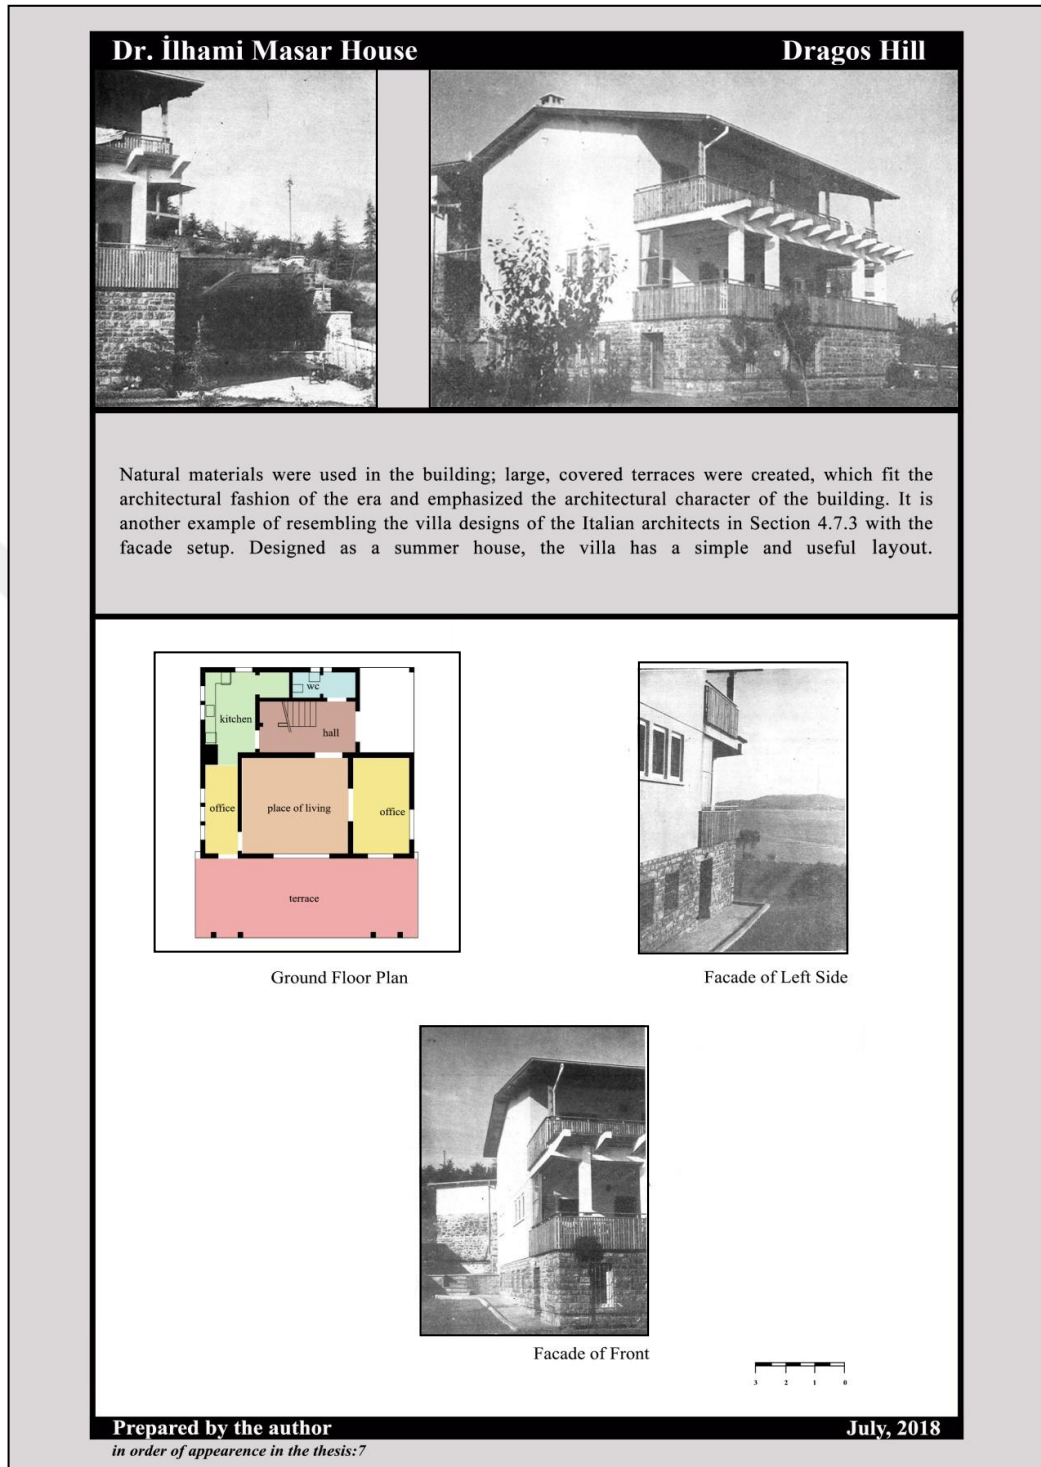 Dr. İlhami Masar House
Dragos Hill
Natural materials were used in the building; large, covered terraces were created, which fit the
architectural fashion of the era and emphasized the architectural character of the building. It is
another example of resembling the villa designs of the Italian architects in Section 4.7.3 with the
facade setup. Designed as a summer house, the villa has a simple and useful layout.
wc
kitchen
hall
office
place of living
office
terrace
Ground Floor Plan
Facade of Left Side
Facade of Front
3 2 1 0
Prepared by the author
July, 2018
in order of appearence in the thesis:7